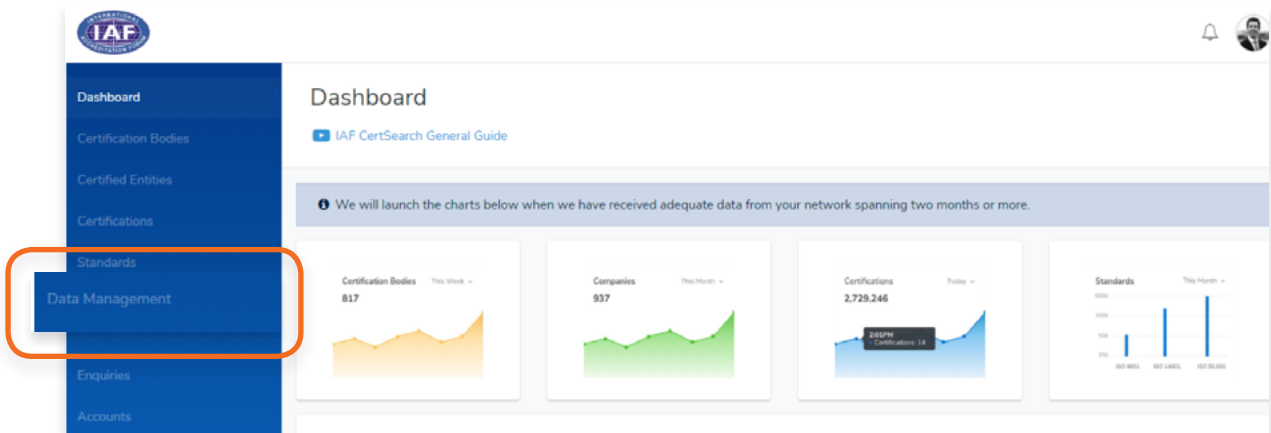 INTERNATIONAL
IAF
ACCREDITATION FORUM
Dashboard
Certification Bodies
Certified Entities
Certifications
Standards
Data Management
Enquiries
Accounts
Dashboard
IAF CertSearch General Guide
We will launch the charts below when we have received adequate data from your network spanning two months or more.
Certification Bodies This Week
817
Companies This Month
937
Certifications Today
2,729,246
2:01PM
- Certifications: 14
Standards This Month
ISO 9001 ISO 14001